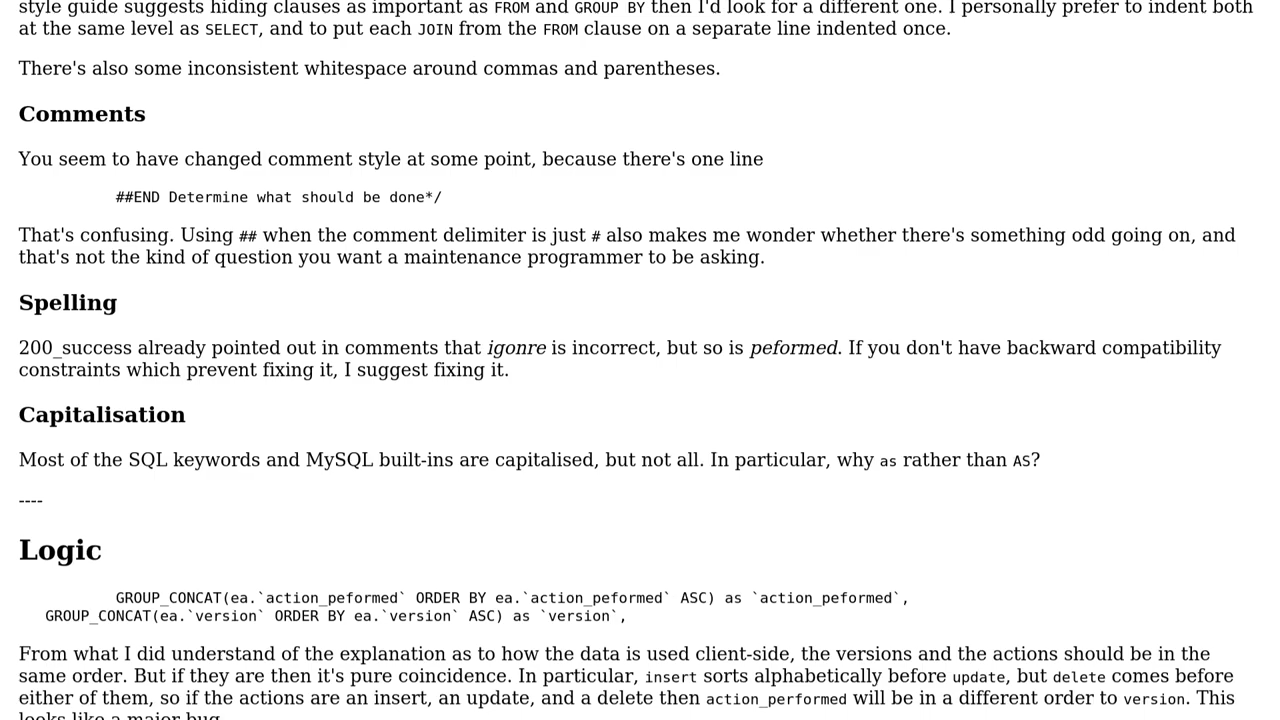 style guide suggests hiding clauses as important as FROM and GROUP BY then I'd look for a different one. I personally prefer to indent both
at the same level as SELECT, and to put each JOIN from the FROM clause on a separate line indented once.
There's also some inconsistent whitespace around commas and parentheses.
Comments
You seem to have changed comment style at some point, because there's one line
##END Determine what should be done*/
That's confusing. Using ## when the comment delimiter is just # also makes me wonder whether there's something odd going on, and
that's not the kind of question you want a maintenance programmer to be asking.
Spelling
200_success already pointed out in comments that igonre is incorrect, but so is peformed. If you don't have backward compatibility
constraints which prevent fixing it, I suggest fixing it.
Capitalisation
Most of the SQL keywords and MySQL built-ins are capitalised, but not all. In particular, why as rather than AS?
----
Logic
GROUP_CONCAT(ea.`action_peformed` ORDER BY ea.`action_peformed` ASC) as `action_peformed`,
GROUP_CONCAT(ea.`version` ORDER BY ea.`version` ASC) as `version`,
From what I did understand of the explanation as to how the data is used client-side, the versions and the actions should be in the
same order. But if they are then it's pure coincidence. In particular, insert sorts alphabetically before update, but delete comes before
either of them, so if the actions are an insert, an update, and a delete then action_performed will be in a different order to version. This
looks like a major bug.